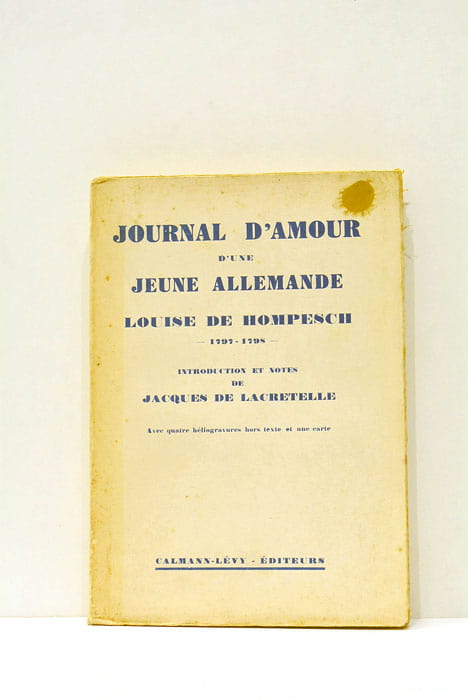 JOURNAL D'AMOUR
D'UNE
JEUNE ALLEMANDE
LOUISE DE HOMPESCH
— 1797-1798 —
INTRODUCTION ET NOTES
DE
JACQUES DE LACRETELLE
Avec quatre héliogravures hors texte et une carte
CALMANN-LÉVY - ÉDITEURS